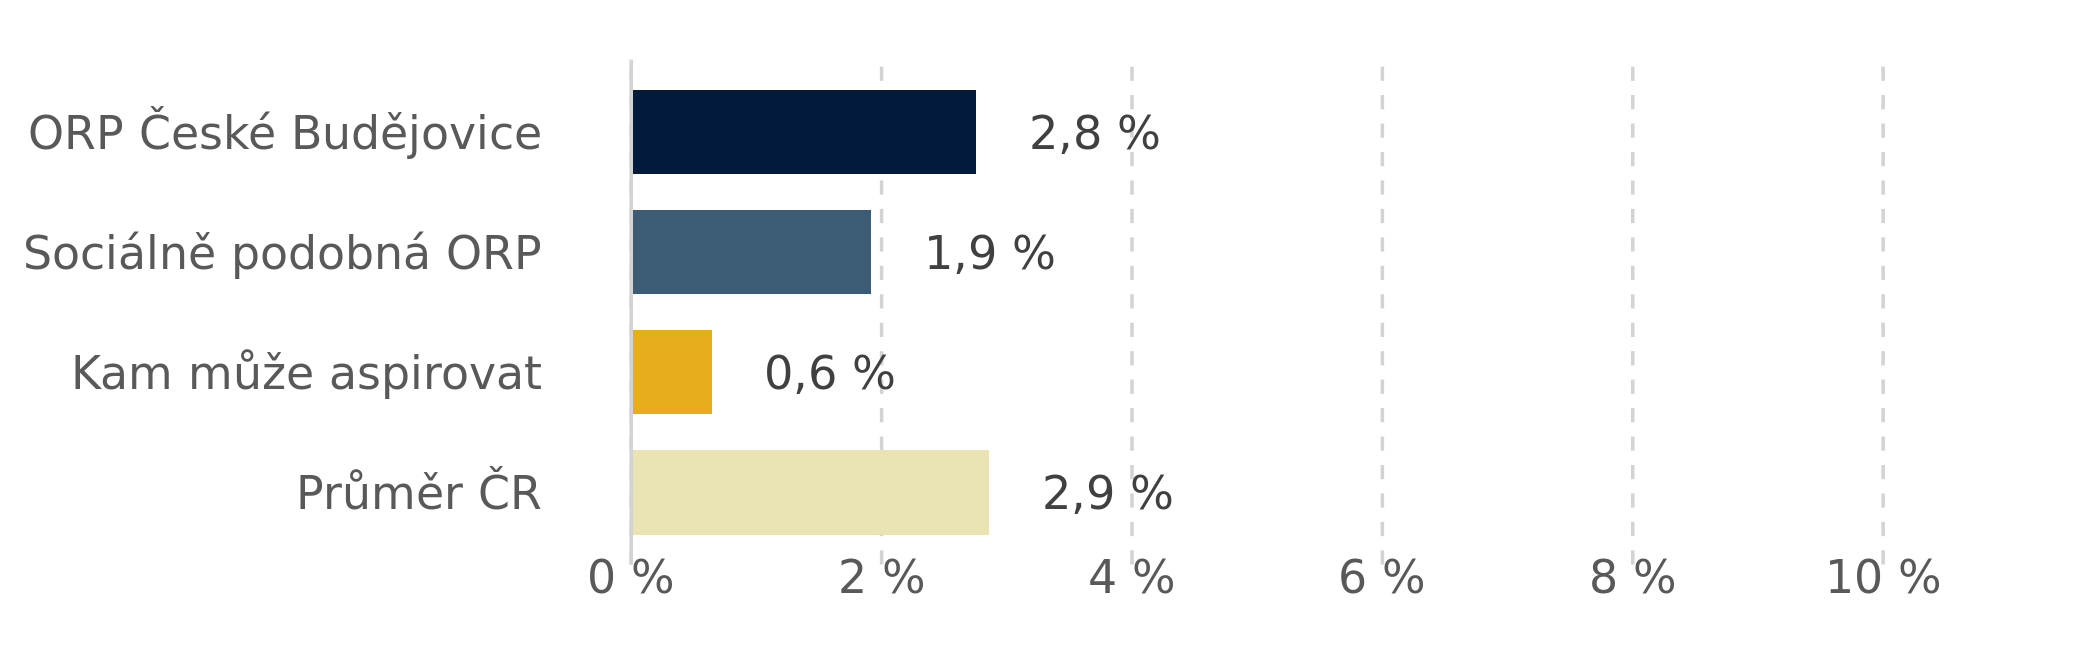 ORP České Budějovice 2,8 %
Sociálně podobná ORP 1,9 %
Kam může aspirovat 0,6 %
Průměr ČR 2,9 %
0 % 2 % 4 % 6 % 8 % 10 %